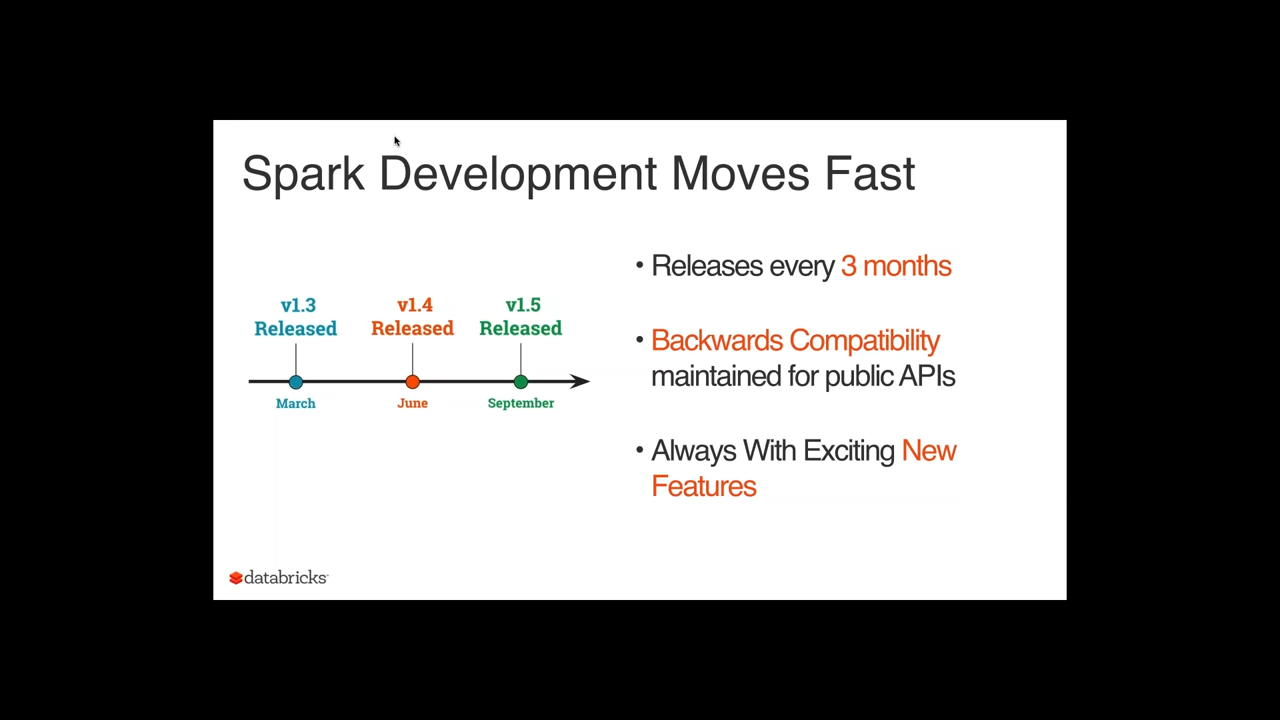 Spark Development Moves Fast
v1.3 Released
v1.4 Released
v1.5 Released
March
June
September
• Releases every 3 months
• Backwards Compatibility
maintained for public APIs
• Always With Exciting New
Features
databricks